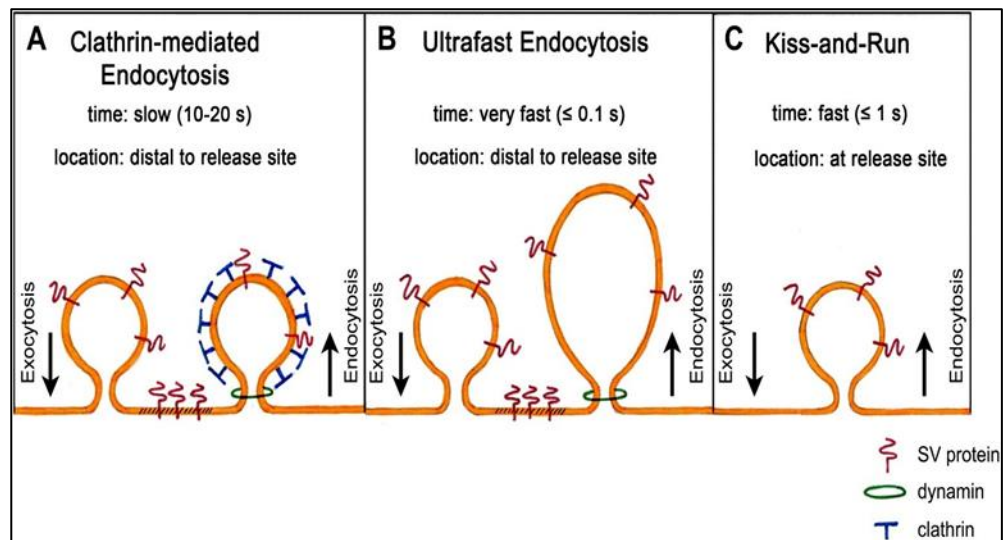 A Clathrin-mediated
Endocytosis
time: slow (10-20 s)
location: distal to release site
Exocytosis
Endocytosis
B Ultrafast Endocytosis
time: very fast (≤ 0.1 s)
location: distal to release site
Exocytosis
Endocytosis
C Kiss-and-Run
time: fast (≤ 1 s)
location: at release site
Exocytosis
Endocytosis
SV protein
dynamin
clathrin